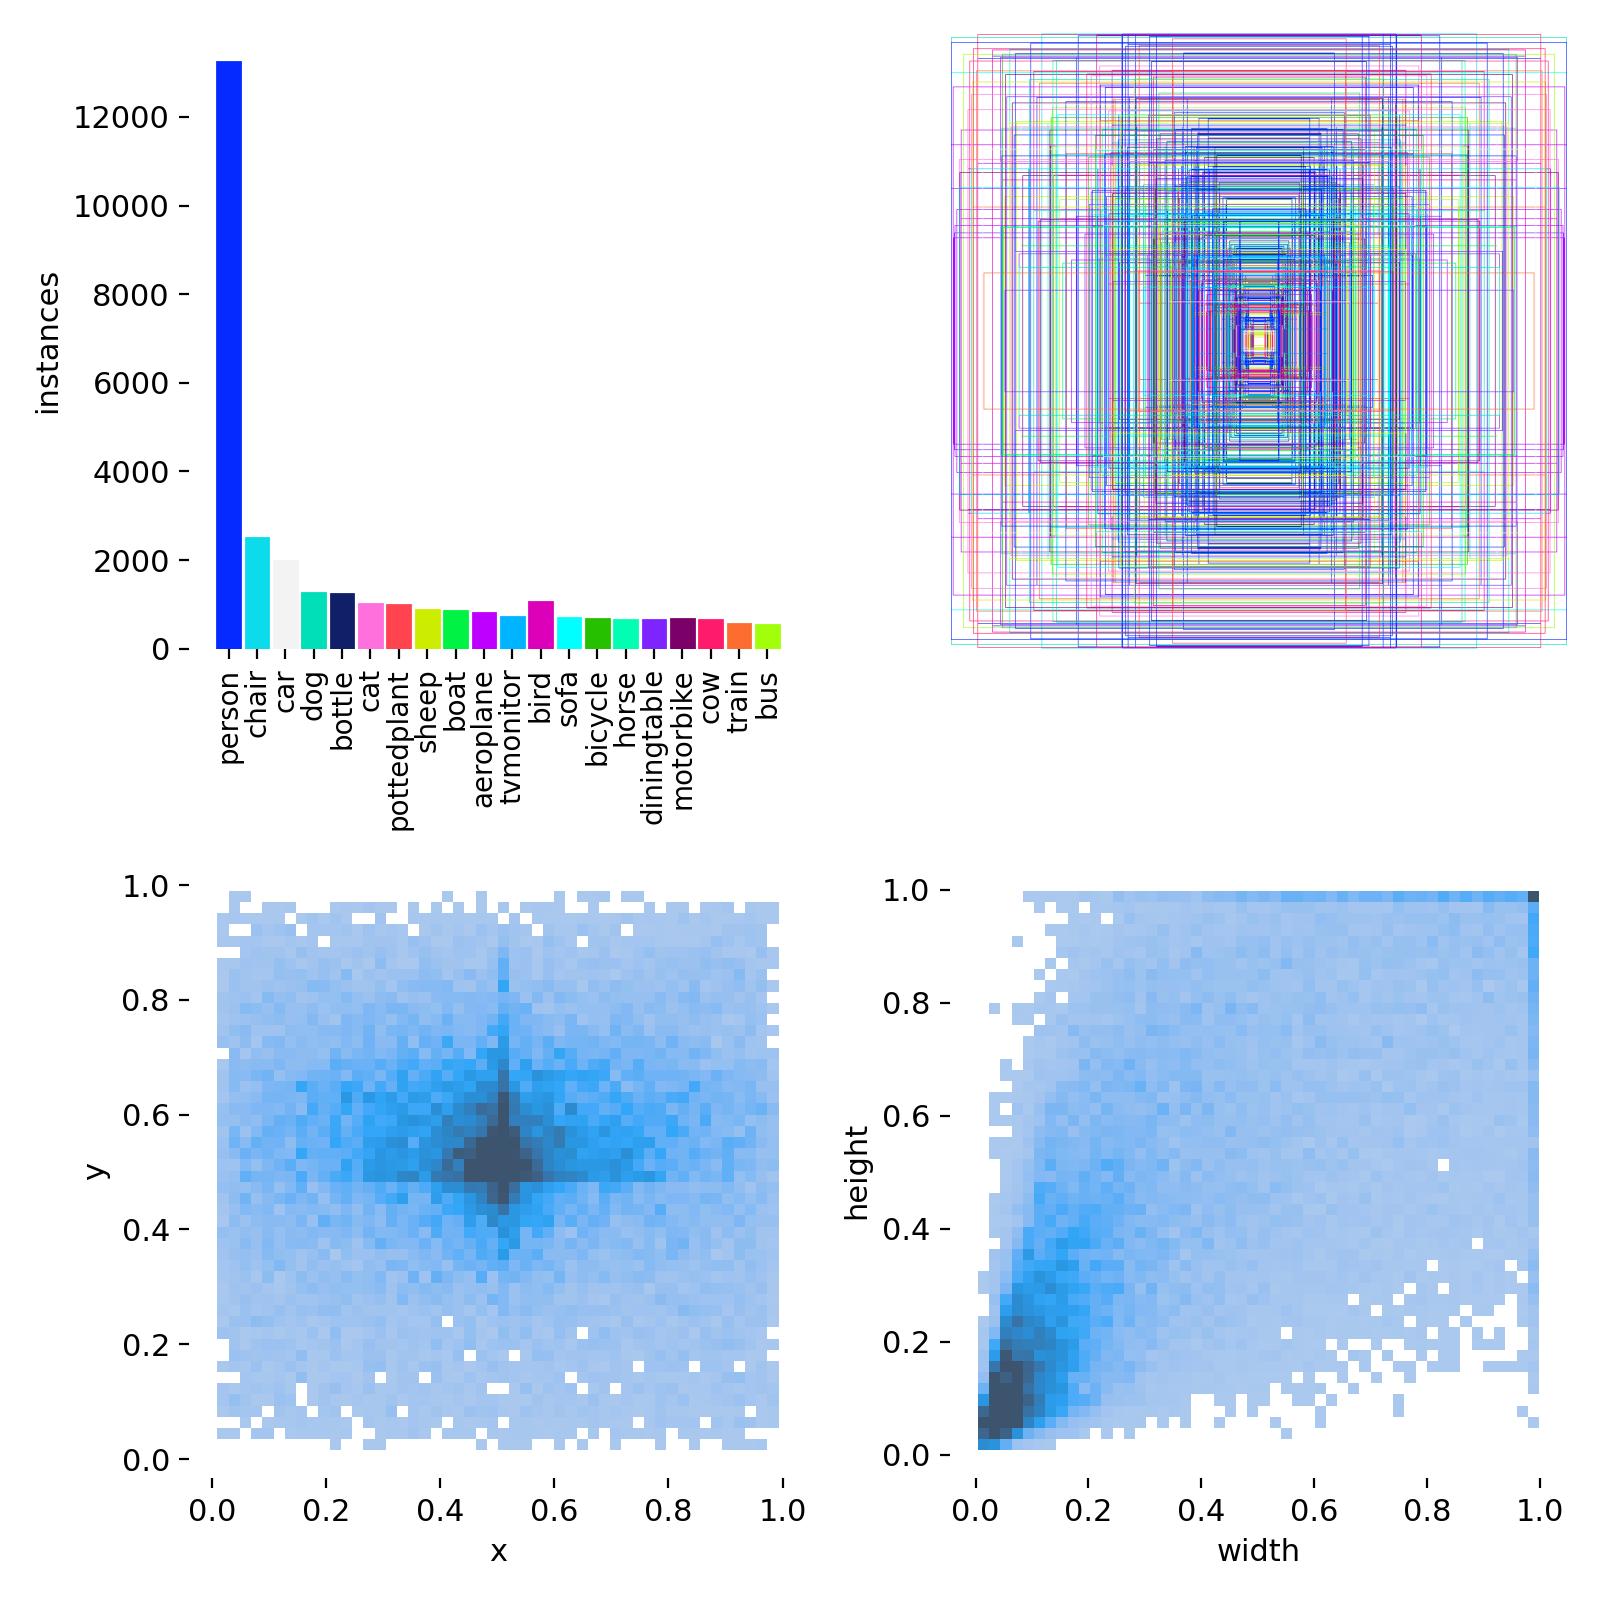 instances
12000
10000
8000
6000
4000
2000
0
person
chair
car
dog
bottle
cat
pottedplant
sheep
boat
aeroplane
tvmonitor
bird
sofa
bicycle
horse
diningtable
motorbike
cow
train
bus
y
1.0
0.8
0.6
0.4
0.2
0.0
0.0 0.2 0.4 0.6 0.8 1.0
x
height
1.0
0.8
0.6
0.4
0.2
0.0
0.0 0.2 0.4 0.6 0.8 1.0
width